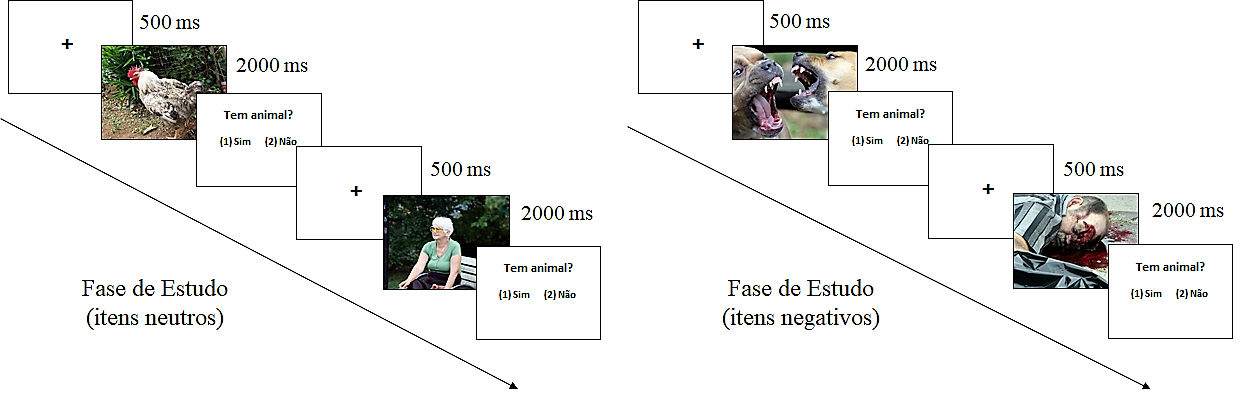 +
500 ms
2000 ms
Tem animal?
(1) Sim (2) Não
+
500 ms
2000 ms
Tem animal?
(1) Sim (2) Não
Fase de Estudo
(itens neutros)
+
500 ms
2000 ms
Tem animal?
(1) Sim (2) Não
+
500 ms
2000 ms
Tem animal?
(1) Sim (2) Não
Fase de Estudo
(itens negativos)